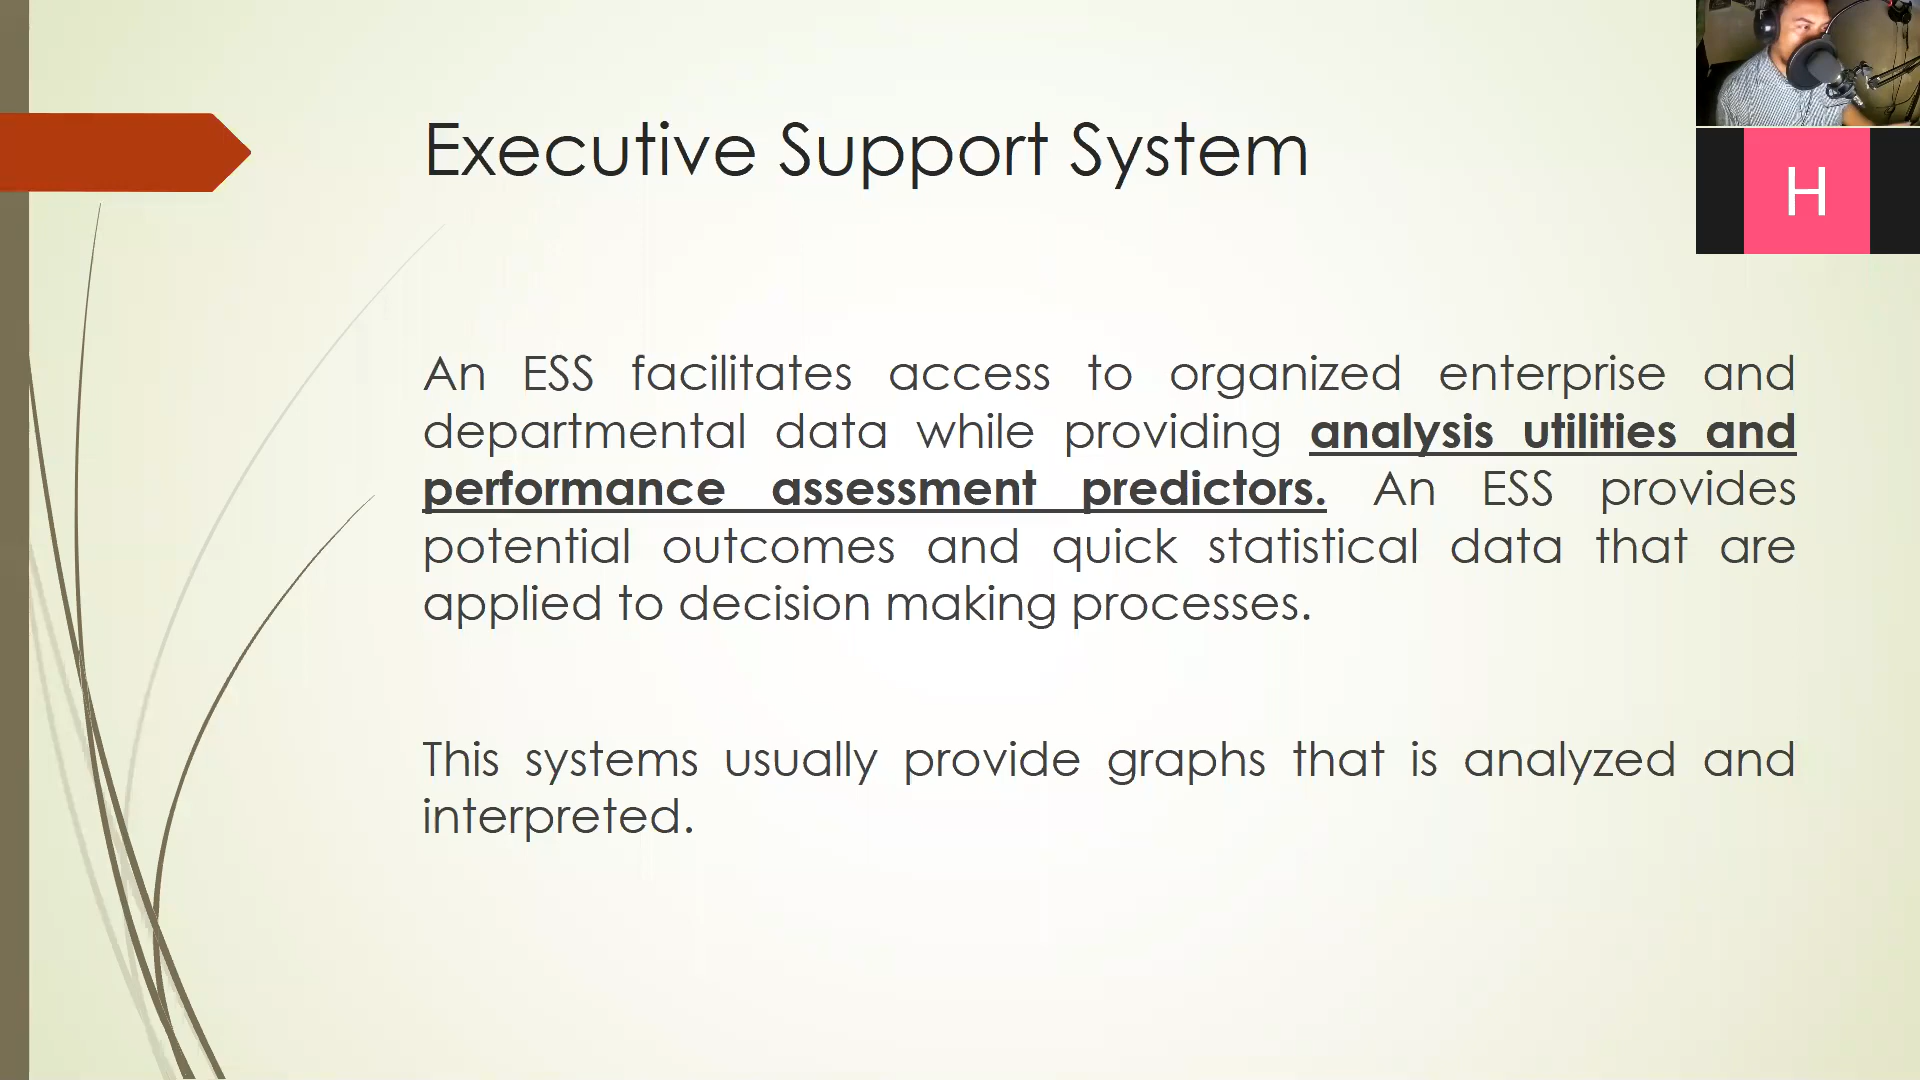 Executive Support System
H
An ESS facilitates access to organized enterprise and
departmental data while providing analysis utilities and
performance assessment predictors. An ESS provides
potential outcomes and quick statistical data that are
applied to decision making processes.
This systems usually provide graphs that is analyzed and
interpreted.